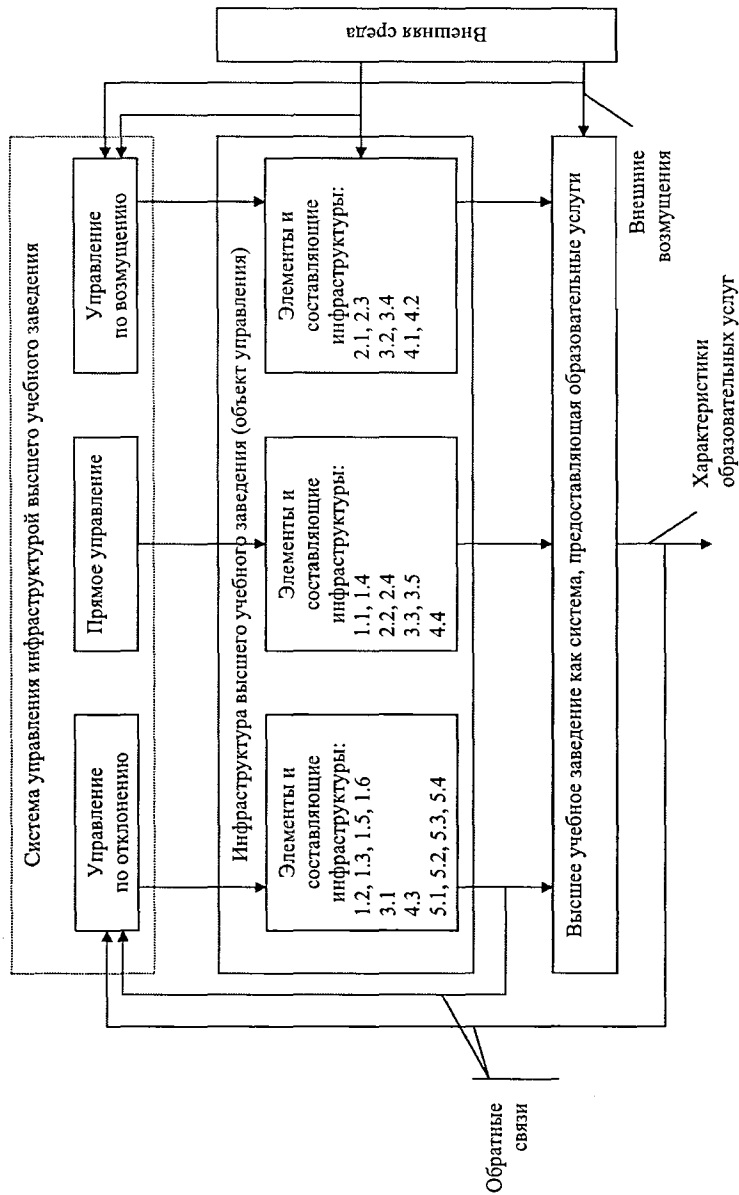 Система управления инфраструктурой высшего учебного заведения
Управление
по отклонению
Прямое управление
Управление
по возмущению
Инфраструктура высшего учебного заведения (объект управления)
Элементы и
составляющие
инфраструктуры:
1.2, 1.3, 1.5, 1.6
3.1
4.3
5.1, 5.2, 5.3, 5.4
Элементы и
составляющие
инфраструктуры:
1.1, 1.4
2.2, 2.4
3.3, 3.5
4.4
Элементы и
составляющие
инфраструктуры:
2.1, 2.3
3.2, 3.4
4.1, 4.2
Внешняя среда
Высшее учебное заведение как система, предоставляющая образовательные услуги
Обратные
связи
Характеристики
образовательных услуг
Внешние
возмущения